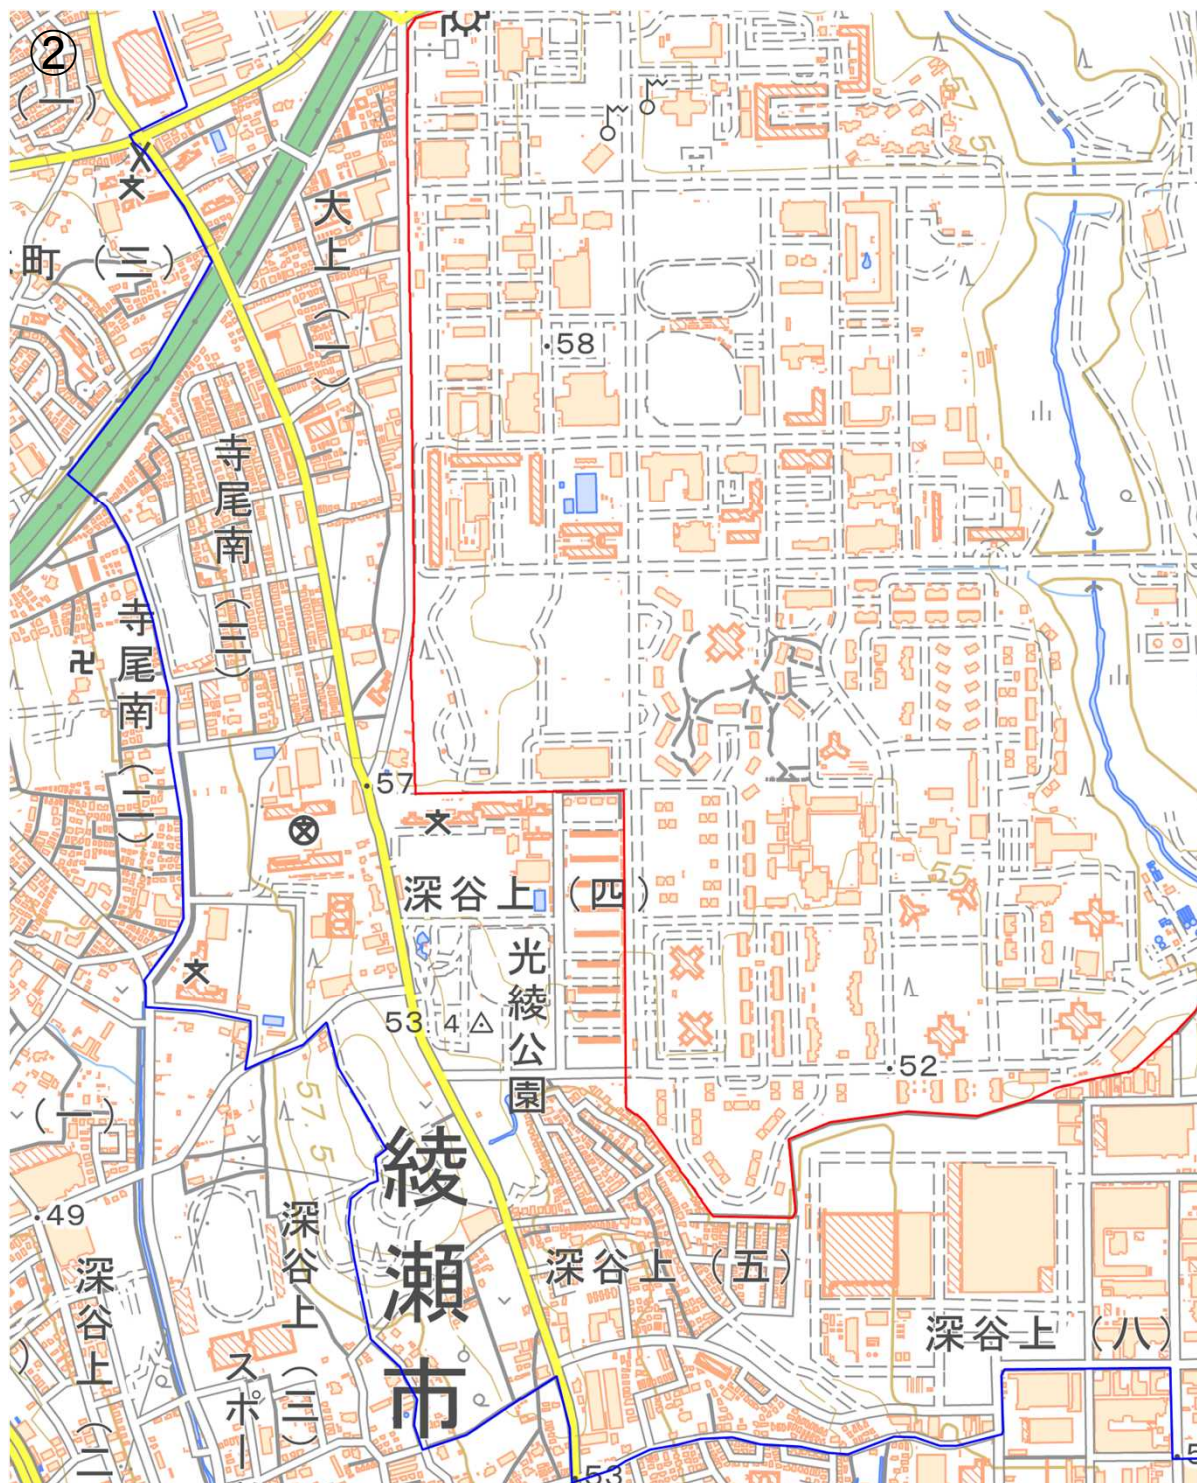 ②
(一)
大上(一)
町(三)
58
寺尾南(三)
寺尾南(二)
57
深谷上(四)
光綾公園
55
53.4
52
57.5
(一)
綾瀬市
49
深谷上(五)
深谷上(三)
深谷上(八)
深谷上(二
スポー
53